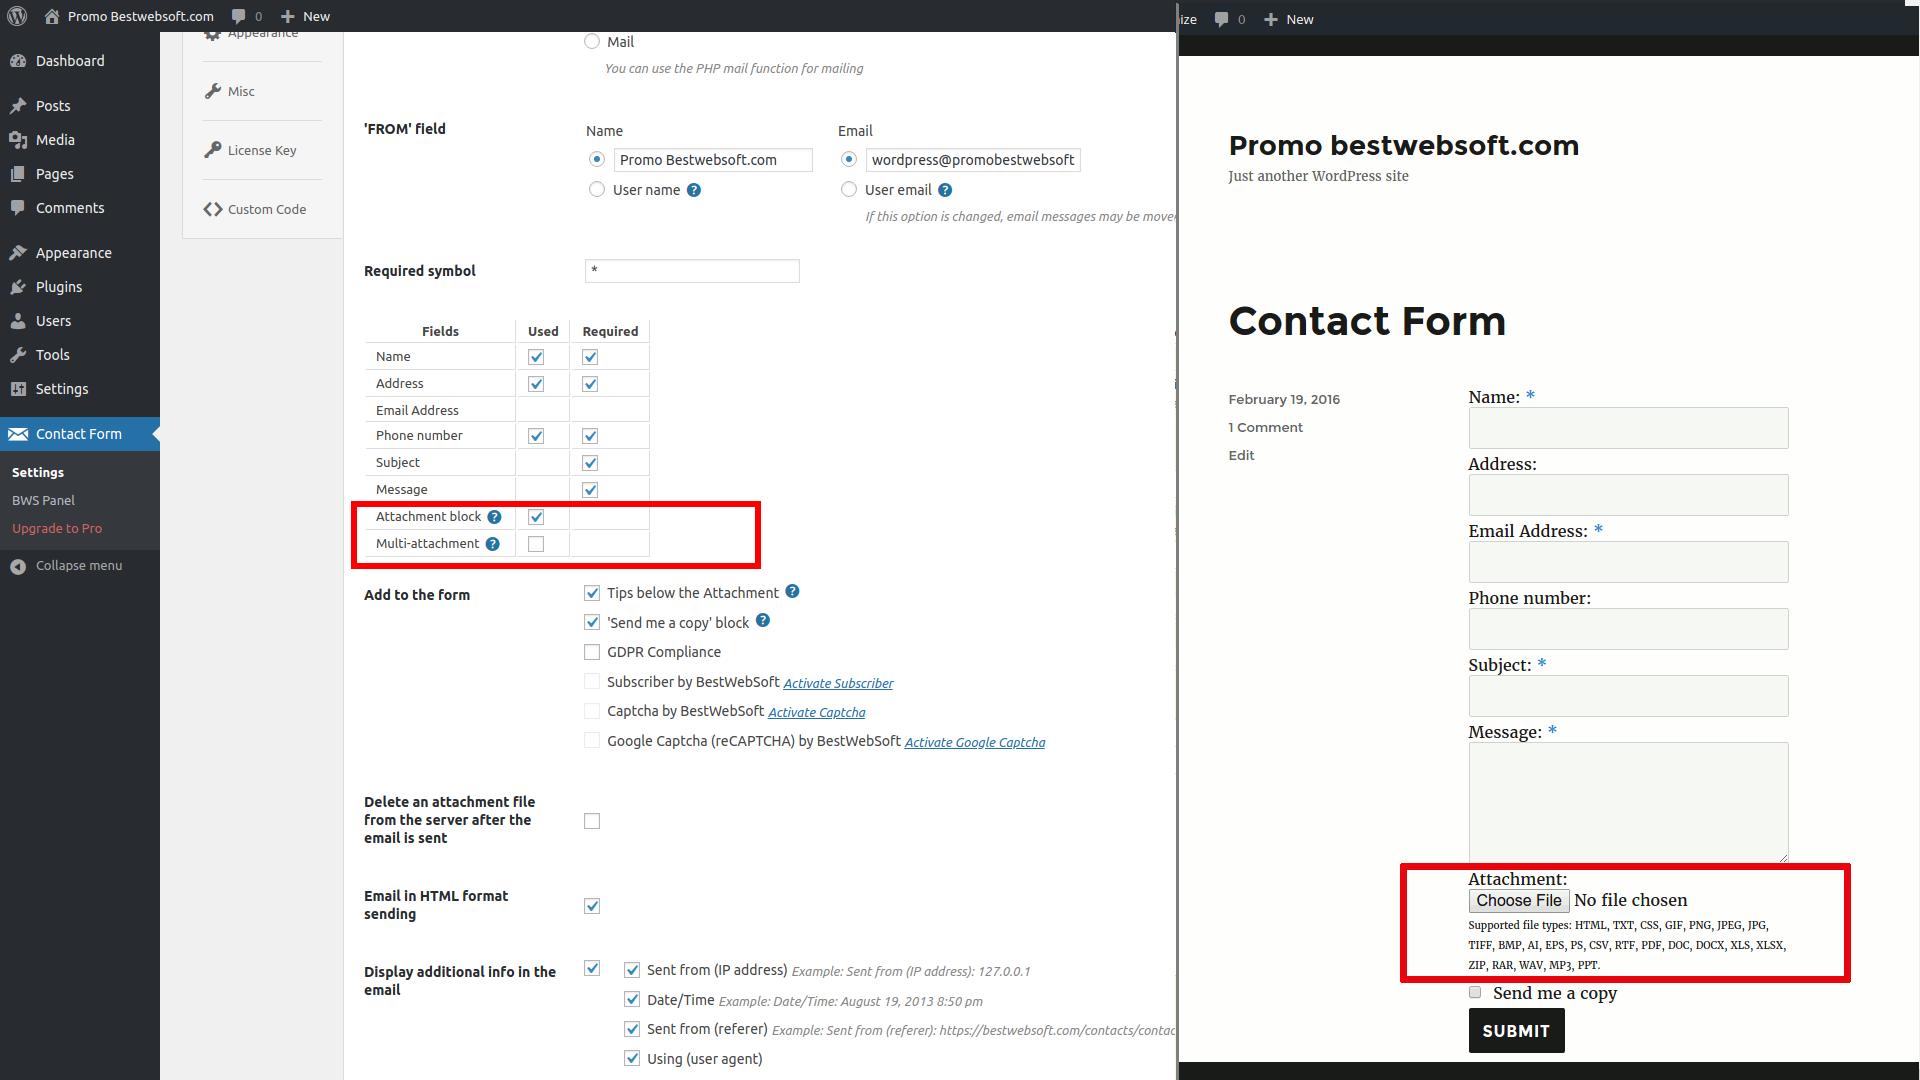 Promo Bestwebsoft.com 0 New
Dashboard
Posts
Media
Pages
Comments
Appearance
Plugins
Users
Tools
Settings
Contact Form
Settings
BWS Panel
Upgrade to Pro
Collapse menu
Appearance
Misc
License Key
Custom Code
Mail
You can use the PHP mail function for mailing
'FROM' field
Name Email
Promo Bestwebsoft.com wordpress@promobestwebsoft
User name ? User email ?
If this option is changed, email messages may be move
Required symbol *
Fields Used Required
Name
Address
Email Address
Phone number
Subject
Message
Attachment block ?
Multi-attachment ?
Add to the form
Tips below the Attachment ?
'Send me a copy' block ?
GDPR Compliance
Subscriber by BestWebSoft Activate Subscriber
Captcha by BestWebSoft Activate Captcha
Google Captcha (reCAPTCHA) by BestWebSoft Activate Google Captcha
Delete an attachment file
from the server after the
email is sent
Email in HTML format
sending
Display additional info in the
email
Sent from (IP address) Example: Sent from (IP address): 127.0.0.1
Date/Time Example: Date/Time: August 19, 2013 8:50 pm
Sent from (referer) Example: Sent from (referer): https://bestwebsoft.com/contacts/contac
Using (user agent)
ize 0 New
Promo bestwebsoft.com
Just another WordPress site
Contact Form
February 19, 2016
1 Comment
Edit
Name: *
Address:
Email Address: *
Phone number:
Subject: *
Message: *
Attachment:
Choose File No file chosen
Supported file types: HTML, TXT, CSS, GIF, PNG, JPEG, JPG,
TIFF, BMP, AI, EPS, PS, CSV, RTF, PDF, DOC, DOCX, XLS, XLSX,
ZIP, RAR, WAV, MP3, PPT.
Send me a copy
SUBMIT